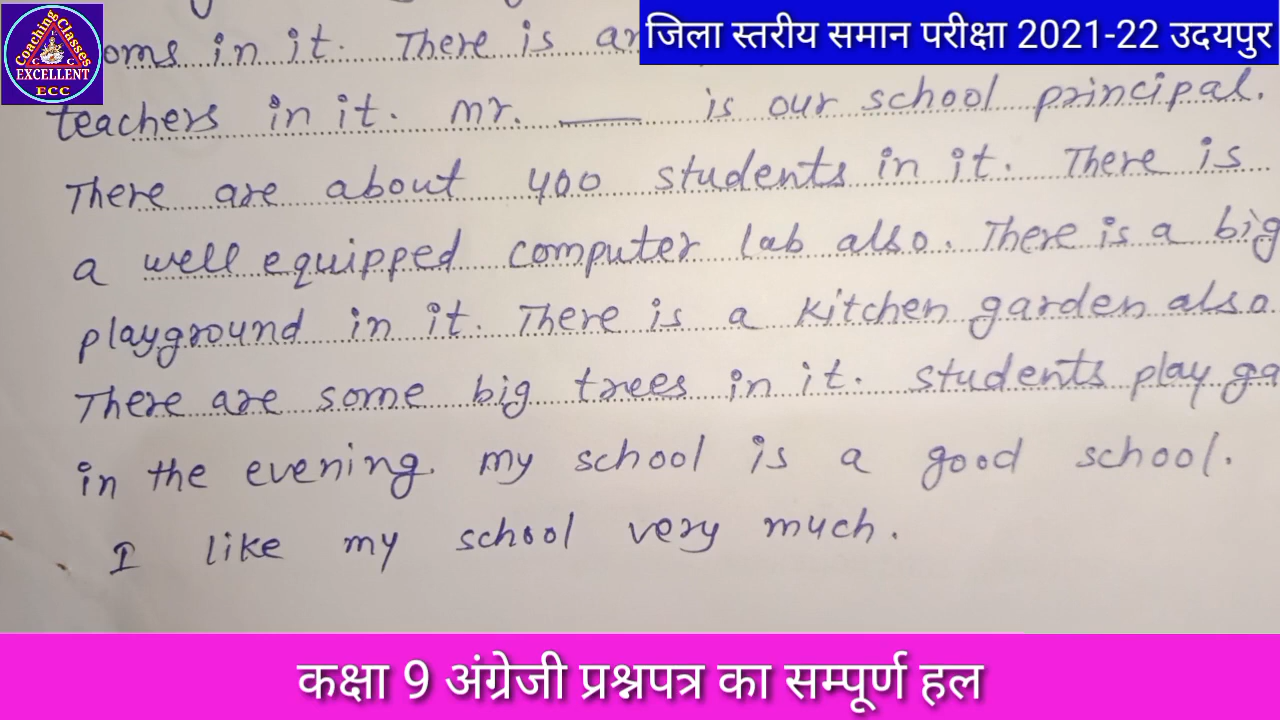 Coaching Classes
C C
EXCELLENT
ECC
जिला स्तरीय समान परीक्षा 2021-22 उदयपुर
oms in it. There is
teachers in it. mr. ____ is our school principal.
There are about 400 students in it. There is
a well equipped computer lab also. There is a big
playground in it. There is a kitchen garden also.
There are some big trees in it. students play ga
in the evening. my school is a good school.
I like my school very much.
कक्षा 9 अंग्रेजी प्रश्नपत्र का सम्पूर्ण हल